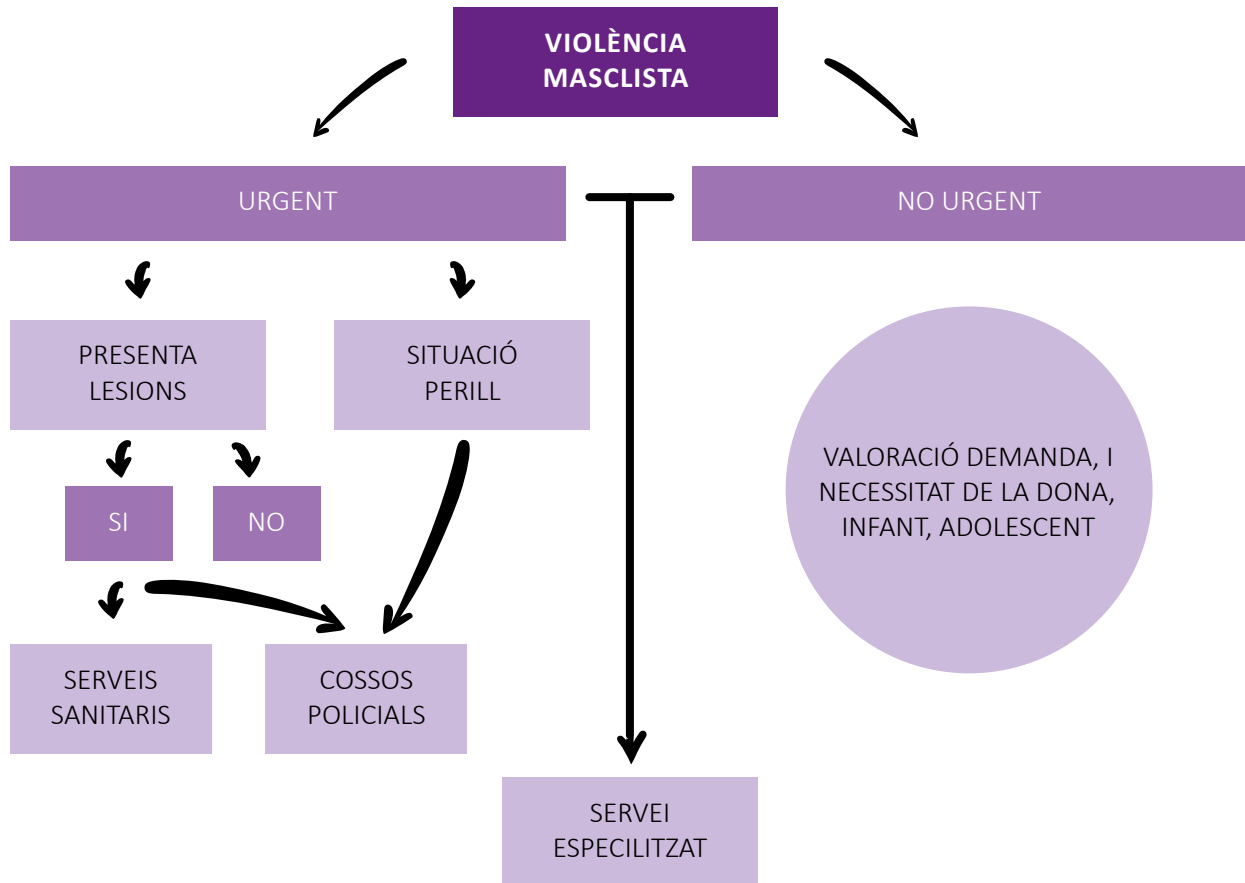 VIOLÈNCIA
MASCLISTA
URGENT
NO URGENT
PRESENTA
LESIONS
SITUACIÓ
PERILL
VALORACIÓ DEMANDA, I
NECESSITAT DE LA DONA,
INFANT, ADOLESCENT
SI
NO
SERVEIS
SANITARIS
COSSOS
POLICIALS
SERVEI
ESPECILITZAT